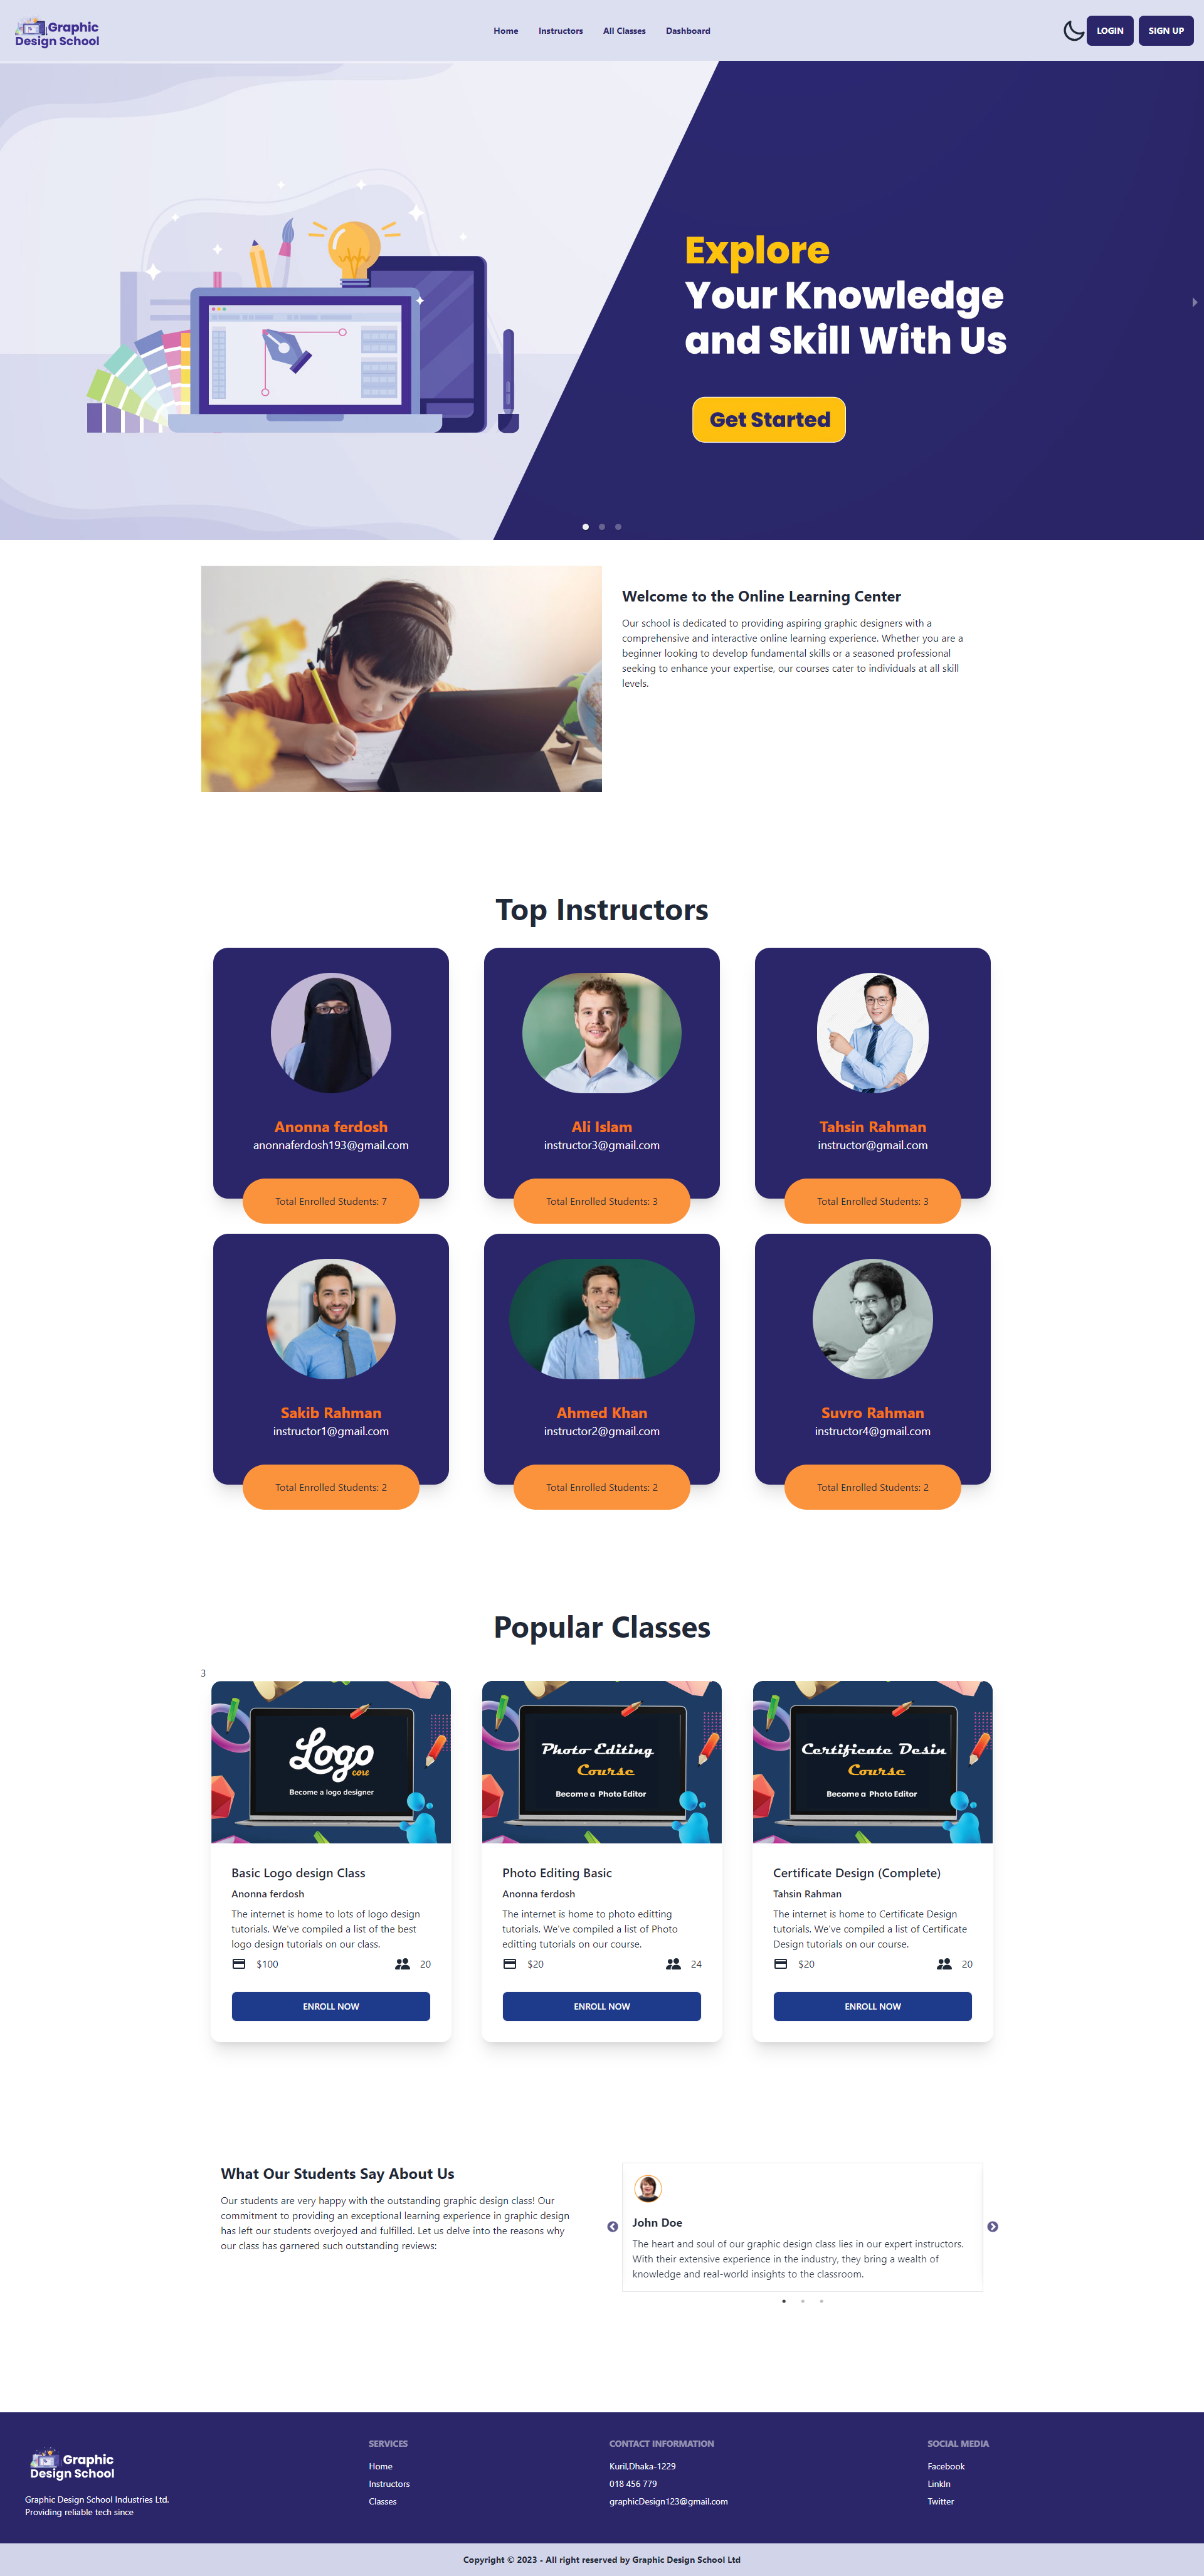 Graphic
Design School
Home
Instructors
All Classes
Dashboard
LOGIN
SIGN UP
Explore
Your Knowledge
and Skill With Us
Get Started
Welcome to the Online Learning Center
Our school is dedicated to providing aspiring graphic designers with a
comprehensive and interactive online learning experience. Whether you are a
beginner looking to develop fundamental skills or a seasoned professional
seeking to enhance your expertise, our courses cater to individuals at all skill
levels.
Top Instructors
Anonna ferdosh
anonnaferdosh193@gmail.com
Total Enrolled Students: 7
Ali Islam
instructor3@gmail.com
Total Enrolled Students: 3
Tahsin Rahman
instructor@gmail.com
Total Enrolled Students: 3
Sakib Rahman
instructor1@gmail.com
Total Enrolled Students: 2
Ahmed Khan
instructor2@gmail.com
Total Enrolled Students: 2
Suvro Rahman
instructor4@gmail.com
Total Enrolled Students: 2
Popular Classes
3
Logo
core
Become a logo designer
Basic Logo design Class
Anonna ferdosh
The internet is home to lots of logo design
tutorials. We've compiled a list of the best
logo design tutorials on our class.
$100
20
ENROLL NOW
Photo Editing
Course
Become a Photo Editor
Photo Editing Basic
Anonna ferdosh
The internet is home to photo editting
tutorials. We've compiled a list of Photo
editting tutorials on our course.
$20
24
ENROLL NOW
Certificate Desin
Course
Become a Photo Editor
Certificate Design (Complete)
Tahsin Rahman
The internet is home to Certificate Design
tutorials. We've compiled a list of Certificate
Design tutorials on our course.
$20
20
ENROLL NOW
What Our Students Say About Us
Our students are very happy with the outstanding graphic design class! Our
commitment to providing an exceptional learning experience in graphic design
has left our students overjoyed and fulfilled. Let us delve into the reasons why
our class has garnered such outstanding reviews:
John Doe
The heart and soul of our graphic design class lies in our expert instructors.
With their extensive experience in the industry, they bring a wealth of
knowledge and real-world insights to the classroom.
Graphic
Design School
Graphic Design School Industries Ltd.
Providing reliable tech since
SERVICES
Home
Instructors
Classes
CONTACT INFORMATION
Kuril,Dhaka-1229
018 456 779
graphicDesign123@gmail.com
SOCIAL MEDIA
Facebook
LinkIn
Twitter
Copyright © 2023 - All right reserved by Graphic Design School Ltd